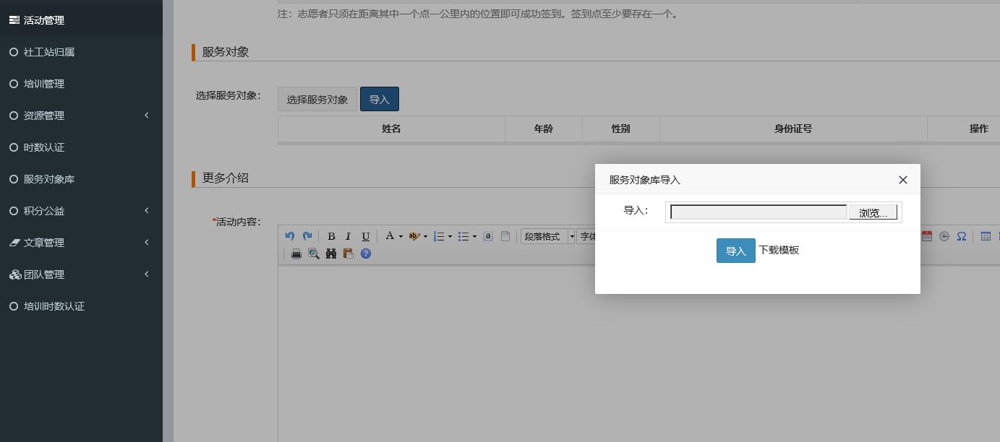 活动管理
社工站归属
培训管理
资源管理
时数认证
服务对象库
积分公益
文章管理
团队管理
培训时数认证
注：志愿者只须在距离其中一个点一公里内的位置即可成功签到。签到点至少要存在一个。
服务对象
选择服务对象： 选择服务对象 导入
姓名 年龄 性别 身份证号 操作
更多介绍
*活动内容：
B I U A 段落格式 字体
服务对象库导入
导入： 浏览...
导入 下载模板